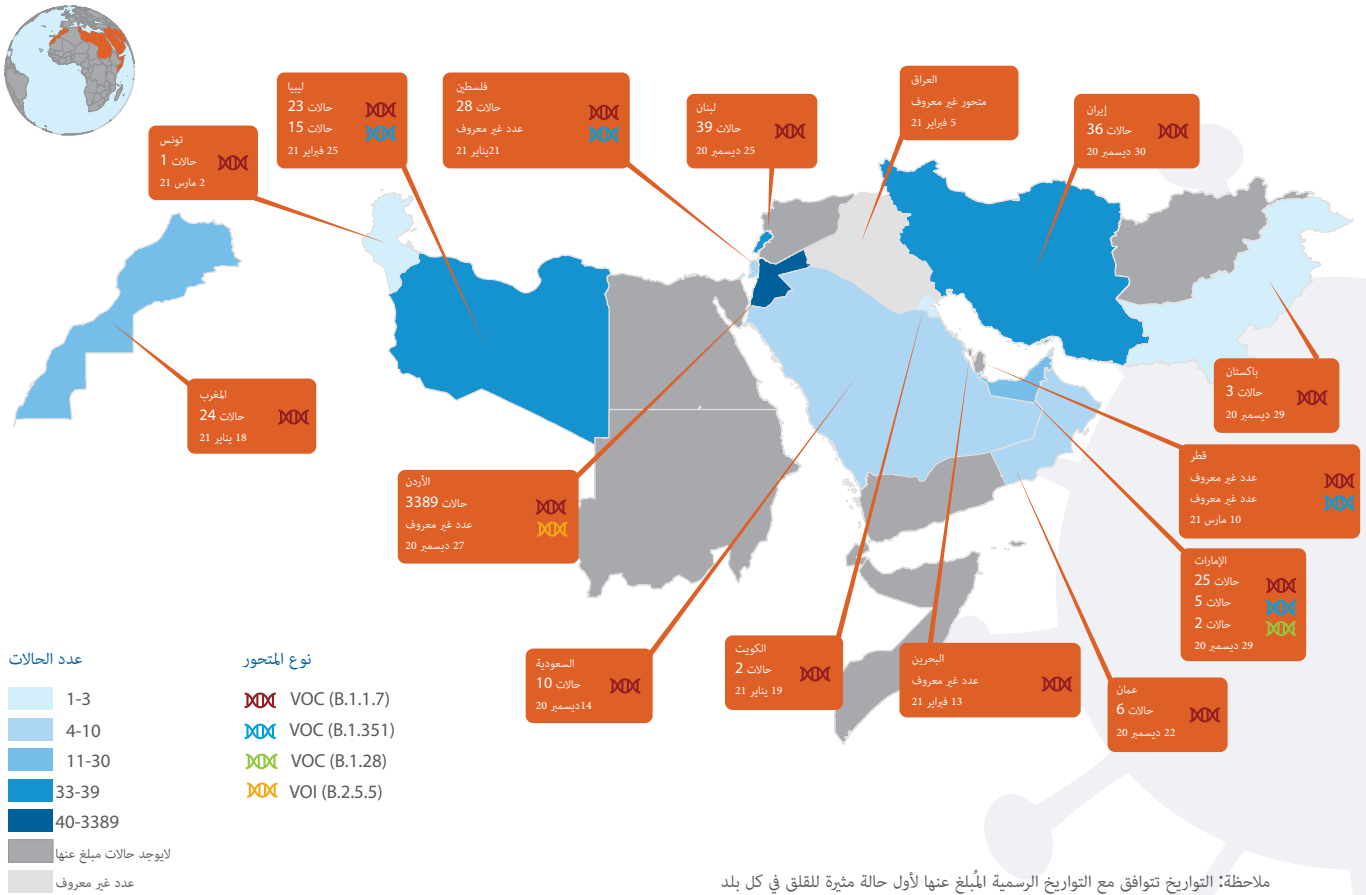 ليبيا
23 حالات
15 حالات
25 فبراير 21
فلسطين
28 حالات
عدد غير معروف
21يناير 21
لبنان
39 حالات
25 ديسمبر 20
العراق
متحور غير معروف
5 فبراير 21
إيران
36 حالات
30 ديسمبر 20
تونس
1 حالات
2 مارس 21
المغرب
24 حالات
18 يناير 21
باكستان
3 حالات
29 ديسمبر 20
قطر
عدد غير معروف
عدد غير معروف
10 مارس 21
الأردن
3389 حالات
عدد غير معروف
27 ديسمبر 20
الإمارات
25 حالات
5 حالات
2 حالات
29 ديسمبر 20
السعودية
10 حالات
14ديسمبر 20
الكويت
2 حالات
19 يناير 21
البحرين
عدد غير معروف
13 فبراير 21
عمان
6 حالات
22 ديسمبر 20
عدد الحالات
1-3
4-10
11-30
33-39
40-3389
لايوجد حالات مبلغ عنها
عدد غير معروف
نوع المتحور
VOC (B.1.1.7)
VOC (B.1.351)
VOC (B.1.28)
VOI (B.2.5.5)
ملاحظة: التواريخ تتوافق مع التواريخ الرسمية المُبلغ عنها لأول حالة مثيرة للقلق في كل بلد